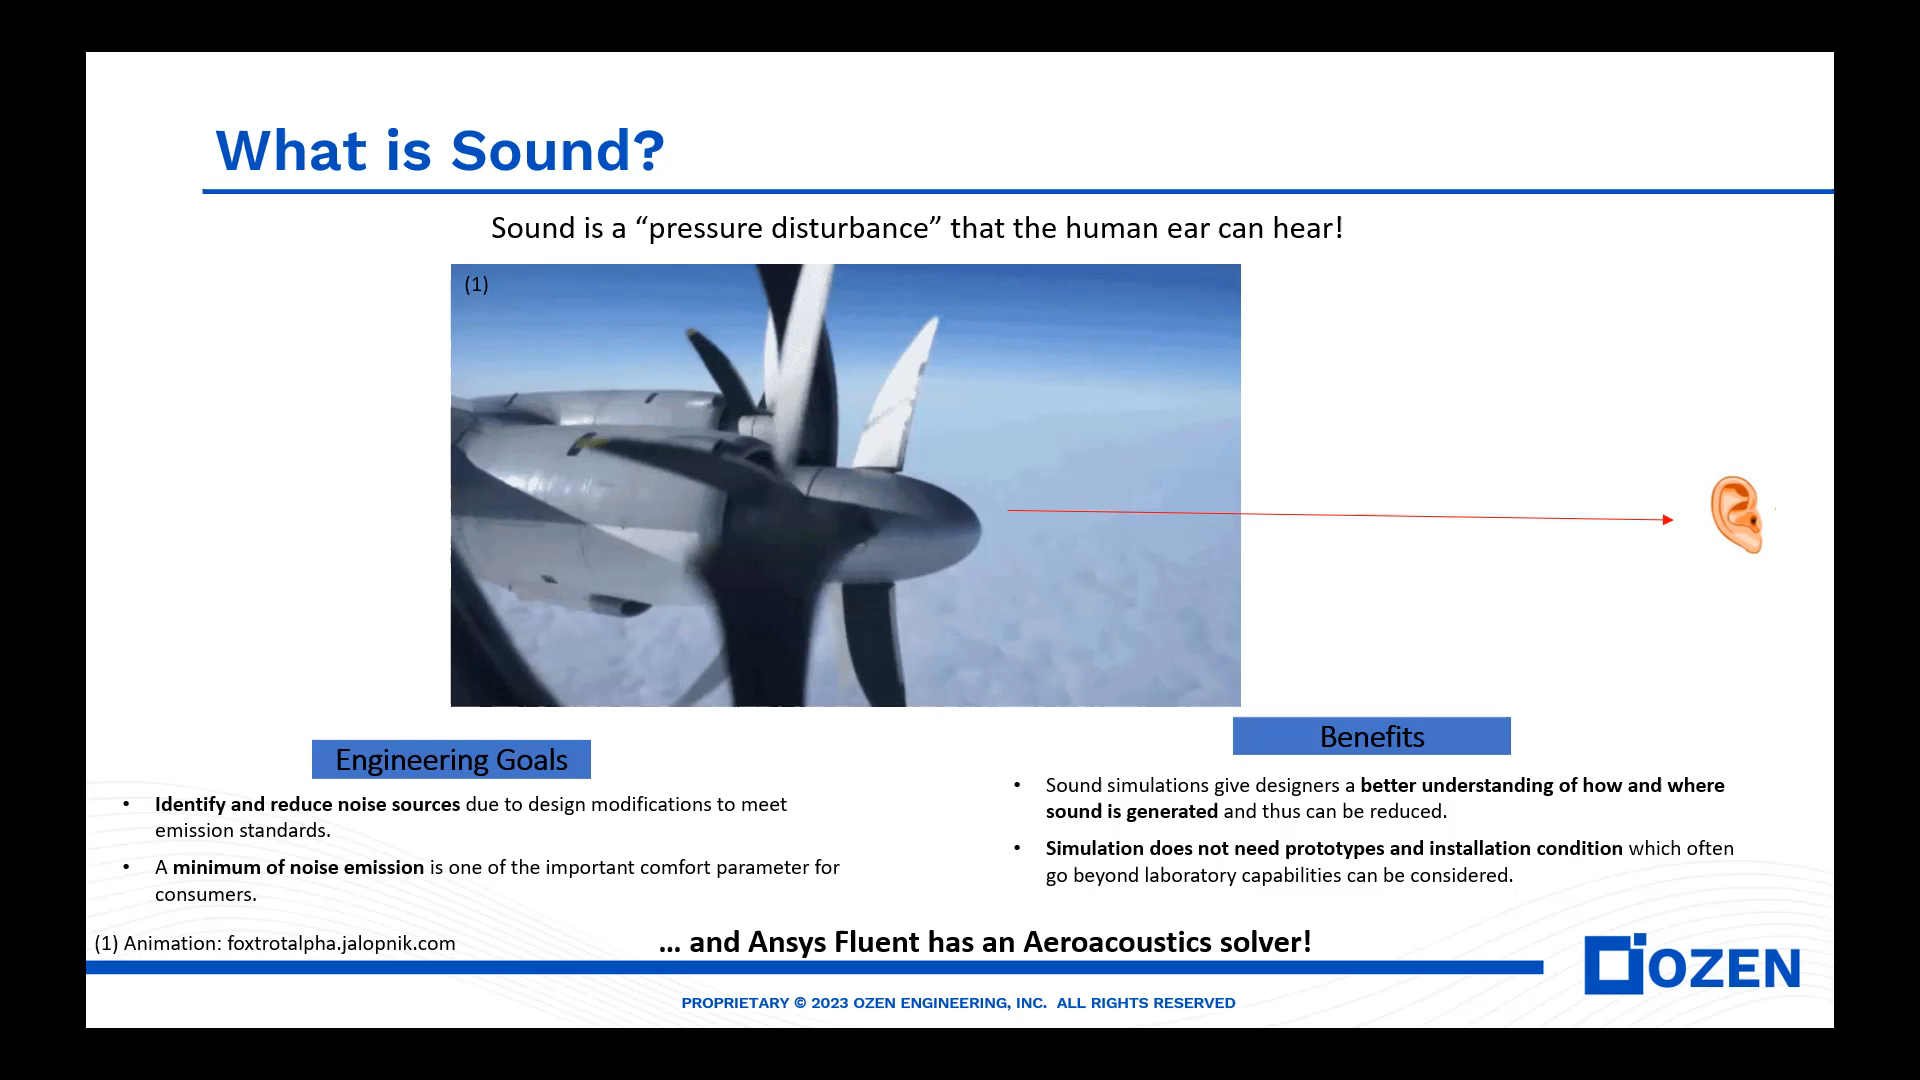 What is Sound?
Sound is a “pressure disturbance” that the human ear can hear!
(1)
Engineering Goals
• Identify and reduce noise sources due to design modifications to meet
emission standards.
• A minimum of noise emission is one of the important comfort parameter for
consumers.
Benefits
• Sound simulations give designers a better understanding of how and where
sound is generated and thus can be reduced.
• Simulation does not need prototypes and installation condition which often
go beyond laboratory capabilities can be considered.
(1) Animation: foxtrotalpha.jalopnik.com
... and Ansys Fluent has an Aeroacoustics solver!
OZEN
PROPRIETARY © 2023 OZEN ENGINEERING, INC. ALL RIGHTS RESERVED